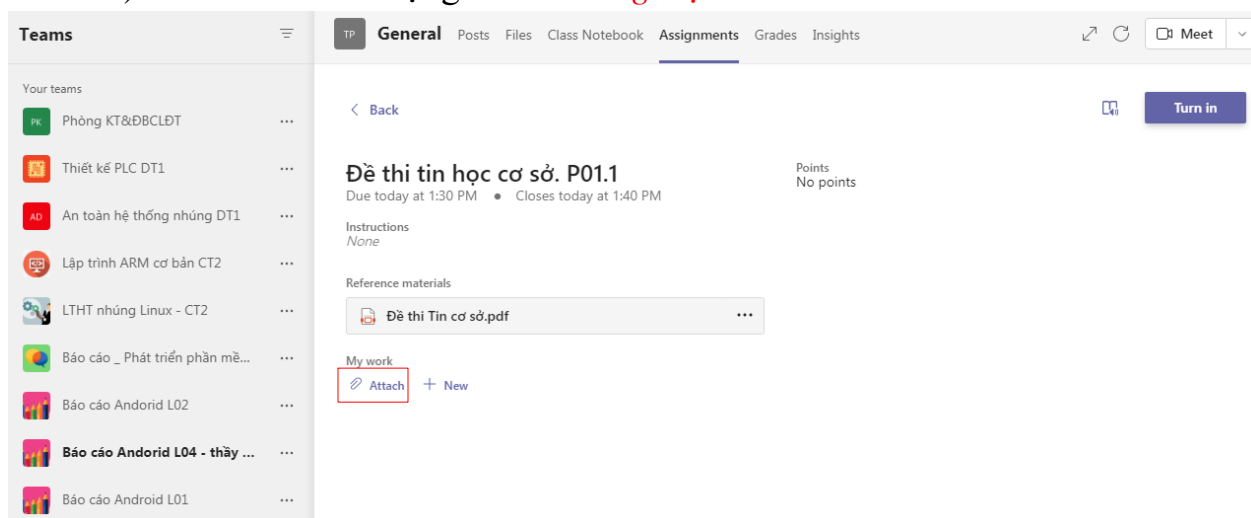 Teams
TP General Posts Files Class Notebook Assignments Grades Insights Meet
Your teams
PK Phòng KT&ĐBCLĐT
Thiết kế PLC DT1
AD An toàn hệ thống nhúng DT1
Lập trình ARM cơ bản CT2
LTHT nhúng Linux - CT2
Báo cáo _ Phát triển phần mề...
Báo cáo Andorid L02
Báo cáo Andorid L04 - thầy ...
Báo cáo Android L01
Back
Turn in
Đề thi tin học cơ sở. P01.1
Due today at 1:30 PM • Closes today at 1:40 PM
Points
No points
Instructions
None
Reference materials
Đề thi Tin cơ sở.pdf
My work
Attach + New